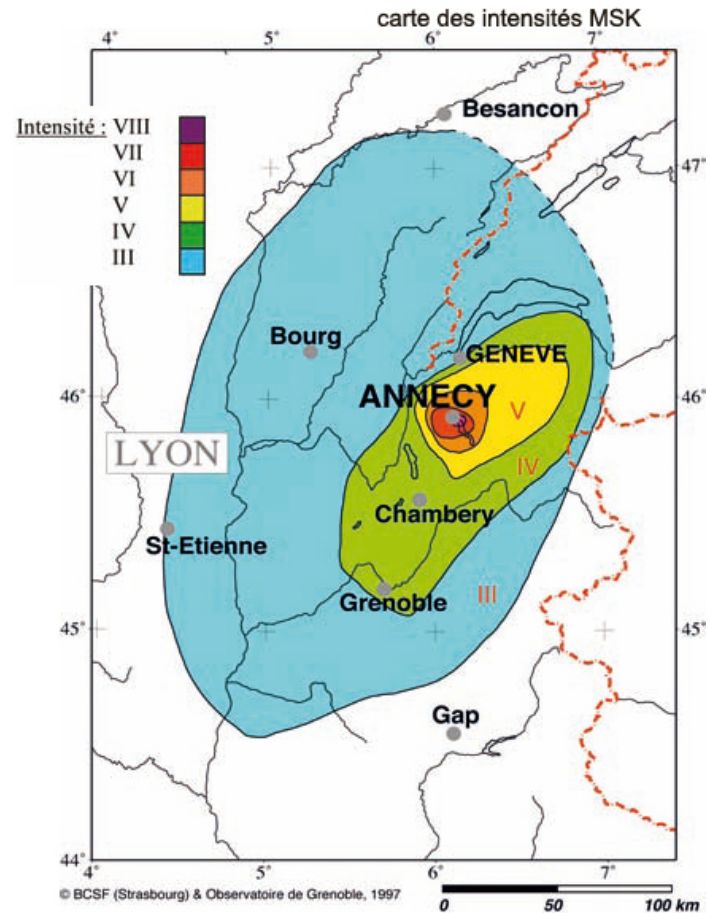 carte des intensités MSK
4° 5° 6° 7°
Besancon
Intensité : VIII
VII
VI
V
IV
III
47°
47°
Bourg
GENEVE
ANNECY
46°
46°
V
LYON
IV
Chambery
St-Etienne
Grenoble
III
45°
45°
Gap
44°
44°
4° 5° 6° 7°
© BCSF (Strasbourg) & Observatoire de Grenoble, 1997
0 50 100 km